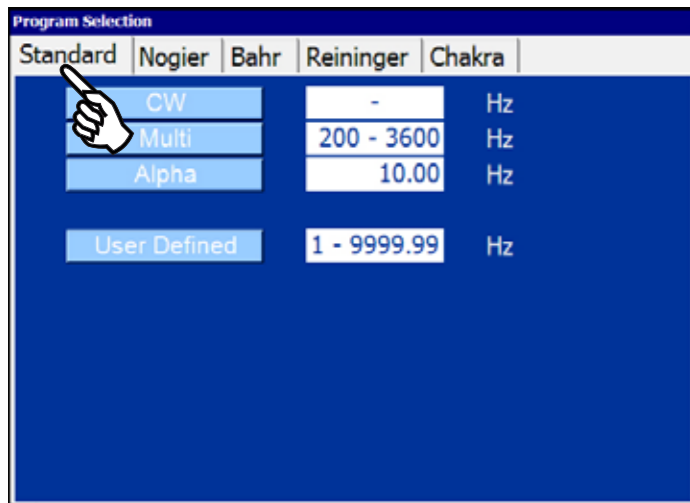 Program Selection
Standard Nogier Bahr Reininger Chakra
CW - Hz
Multi 200 - 3600 Hz
Alpha 10.00 Hz
User Defined 1 - 9999.99 Hz